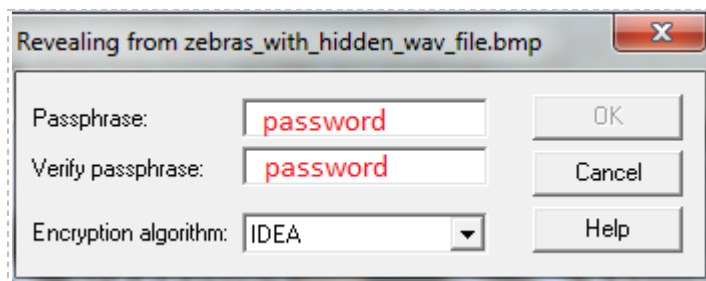 Revealing from zebras_with_hidden_wav_file.bmp
x
Passphrase: password OK
Verify passphrase: password Cancel
Encryption algorithm: IDEA Help